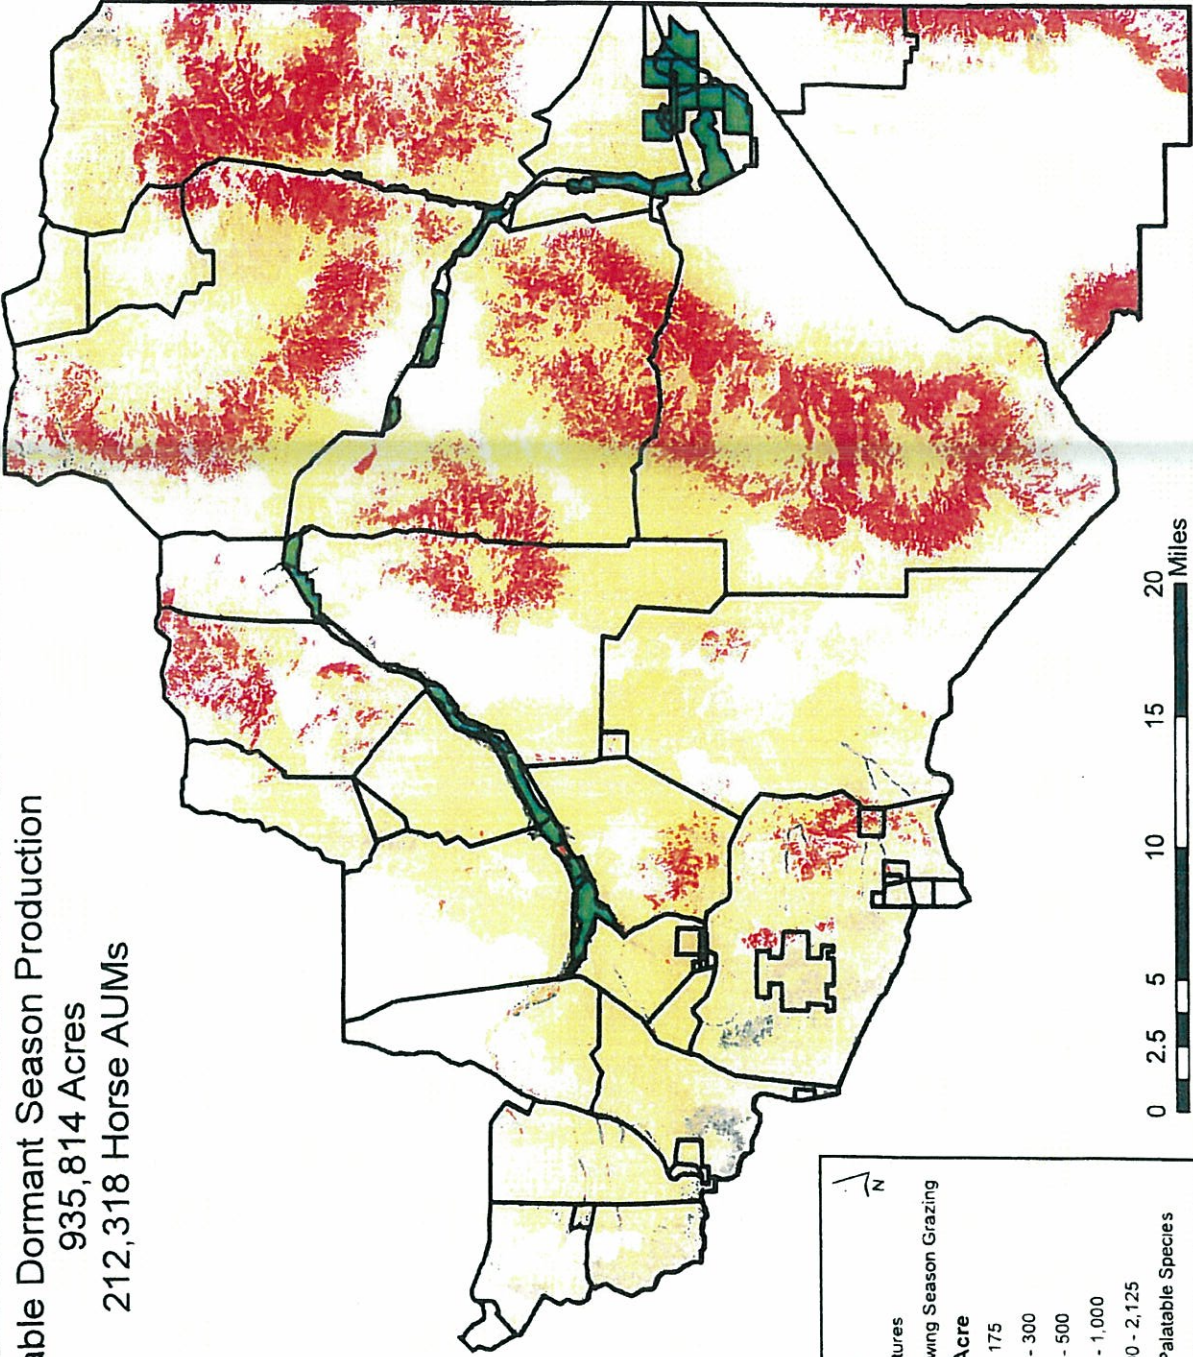 able Dormant Season Production
935,814 Acres
212,318 Horse AUMs
tures
wing Season Grazing
Acre
175
- 300
- 500
- 1,000
0 - 2,125
Palatable Species
N
0 2.5 5 10 15 20
Miles